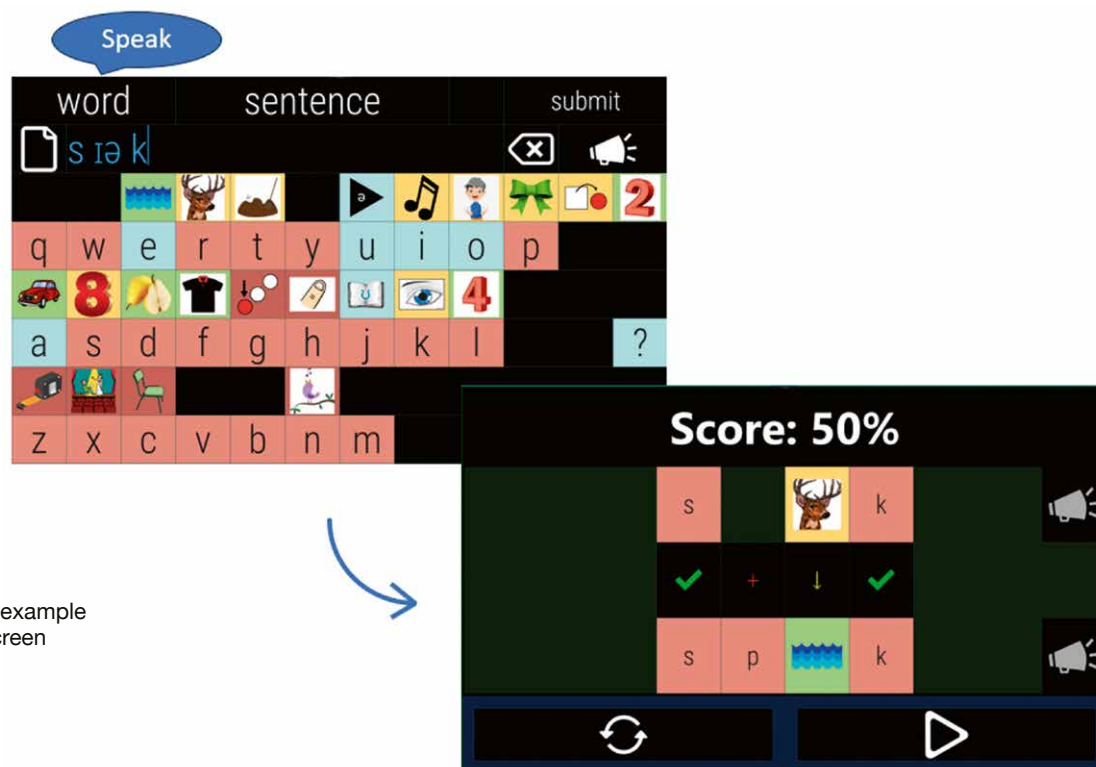 Speak
word sentence submit
s ɪə k
2
q w e r t y u i o p
8 4
a s d f g h j k l ?
z x c v b n m
Score: 50%
s k
+ ↓
s p k
example
creen